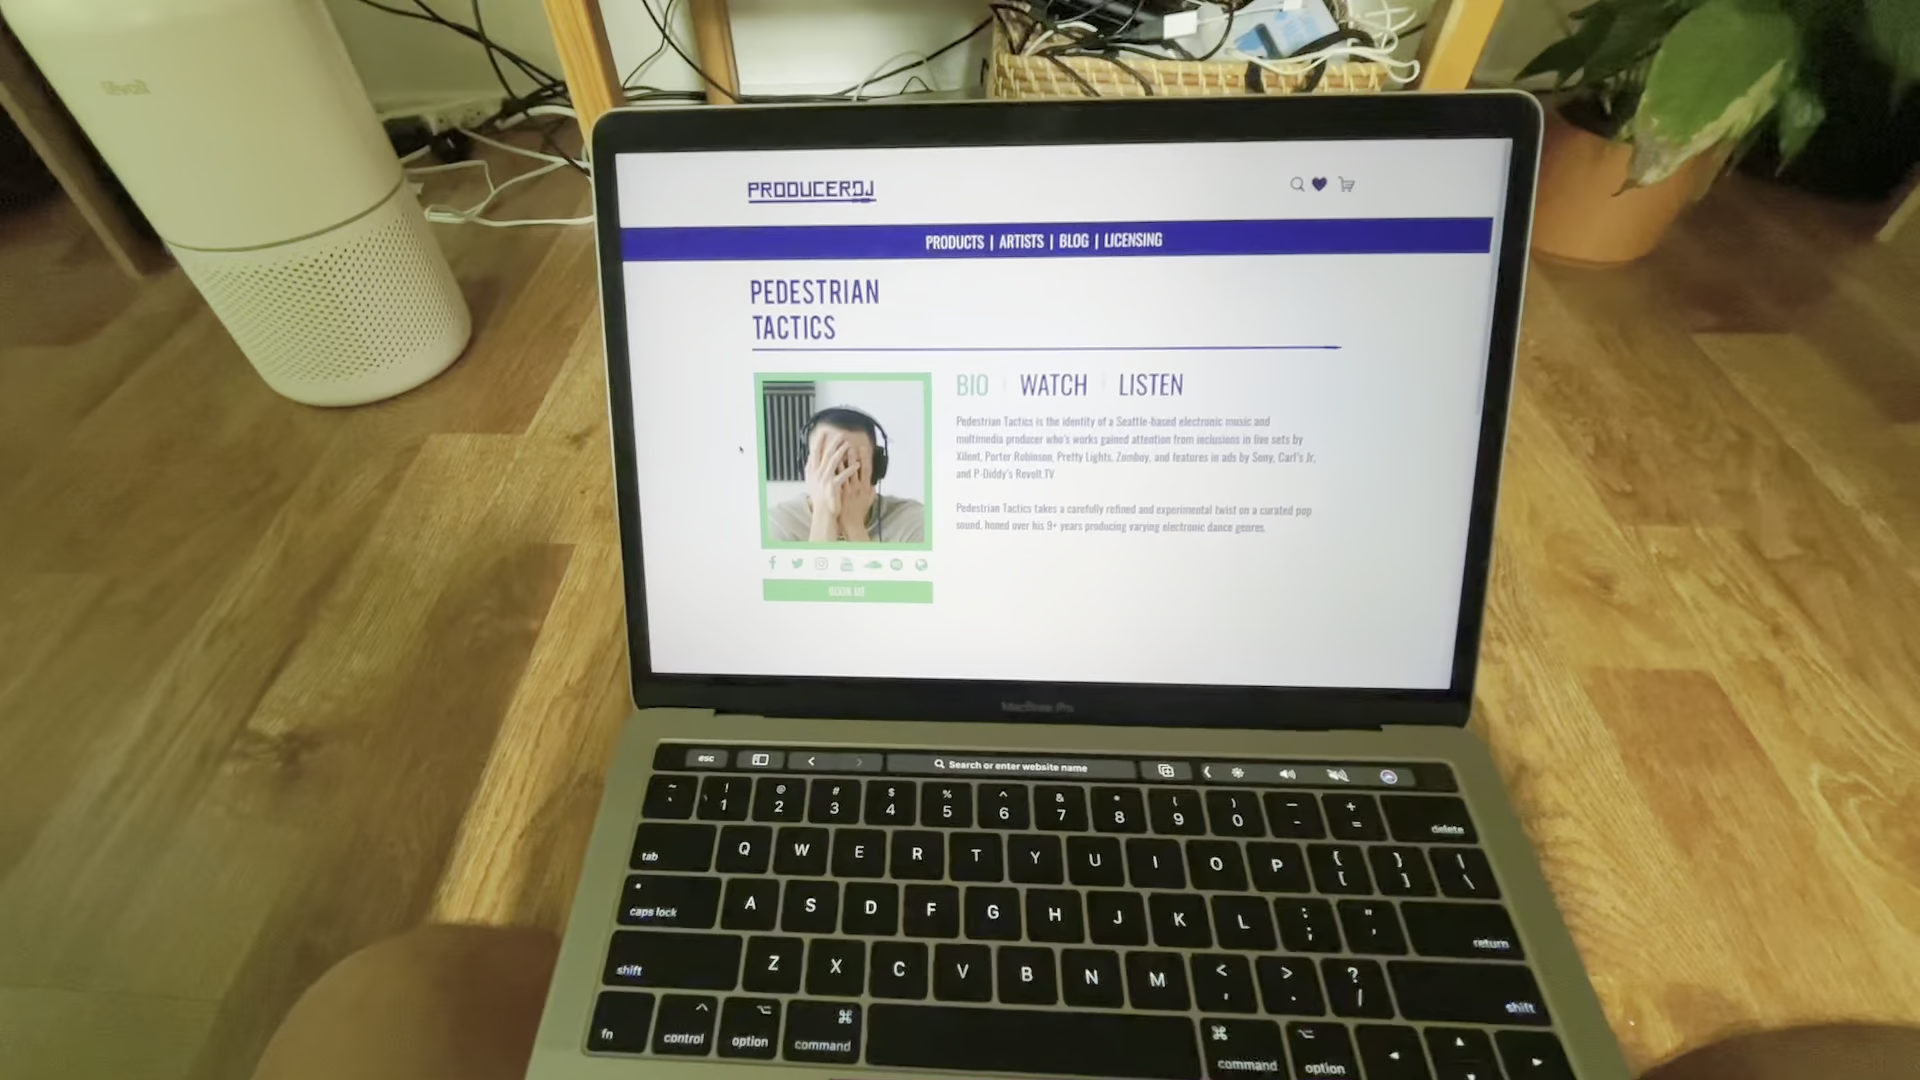 levoit
PRODUCERDJ
PRODUCTS | ARTISTS | BLOG | LICENSING
PEDESTRIAN
TACTICS
BIO | WATCH | LISTEN
Pedestrian Tactics is the identity of a Seattle-based electronic music and
multimedia producer who's works gained attention from inclusions in live sets by
Xilent, Porter Robinson, Pretty Lights, Zomboy, and features in ads by Sony, Carl's Jr,
and P-Diddy's Revolt.TV
Pedestrian Tactics takes a carefully refined and experimental twist on a curated pop
sound, honed over his 9+ years producing varying electronic dance genres.
BOOK ME
MacBook Pro
esc Search or enter website name
~ ! @ # $ % ^ & * ( ) — +
` 1 2 3 4 5 6 7 8 9 0 - = delete
tab Q W E R T Y U I O P { [ } ] | \
caps lock A S D F G H J K L : ; " ' return
shift Z X C V B N M < , > . ? / shift
fn control option command command option